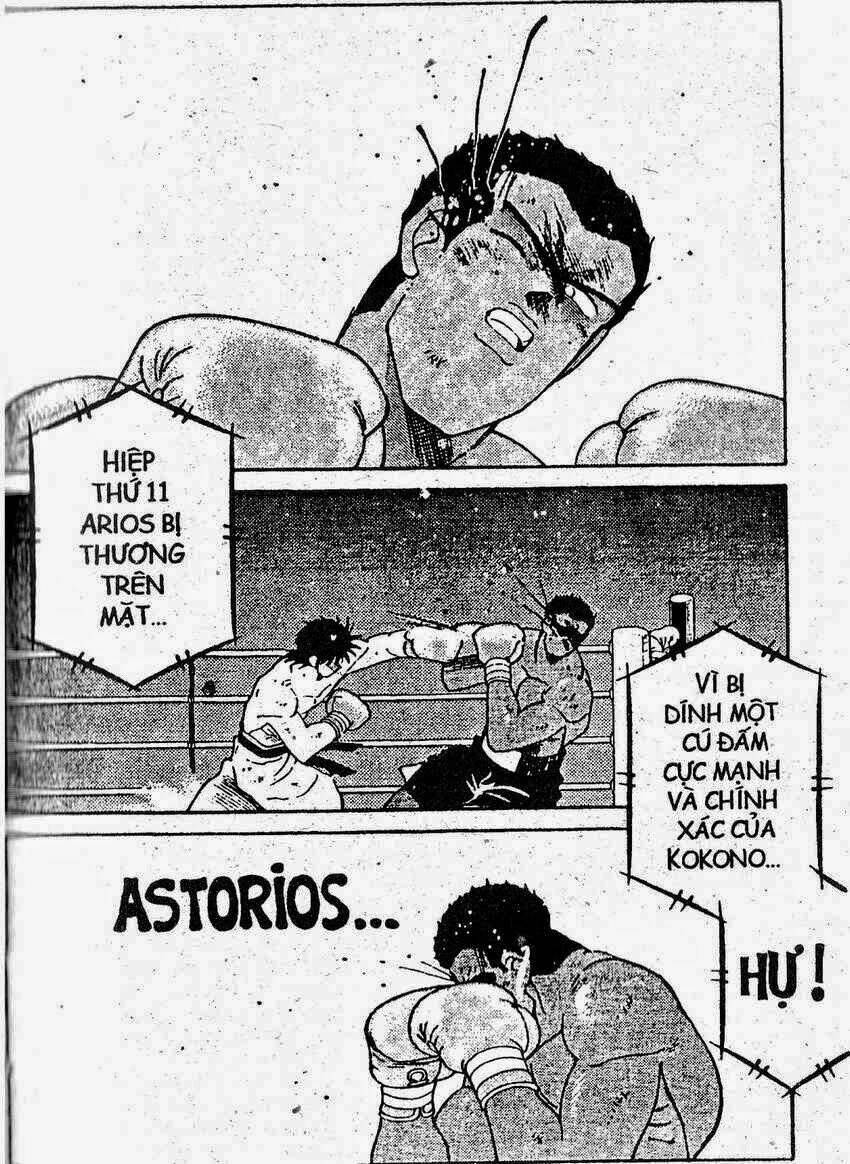 HIỆP
THỨ 11
ARIOS BỊ
THƯƠNG
TRÊN
MẶT...
VÌ BỊ
DÍNH MỘT
CÚ ĐẤM
CỰC MẠNH
VÀ CHÍNH
XÁC CỦA
KOKONO...
ASTORIOS...
HỰ!